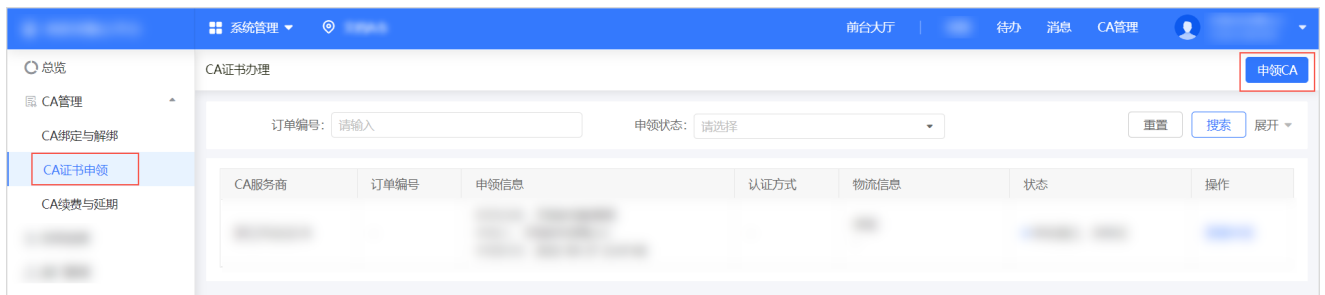 系统管理 前台大厅 | 待办 消息 CA管理
总览
CA管理
CA绑定与解绑
CA证书申领
CA续费与延期
CA证书办理 申领CA
订单编号: 请输入 申领状态: 请选择 重置 搜索 展开
CA服务商 订单编号 申领信息 认证方式 物流信息 状态 操作